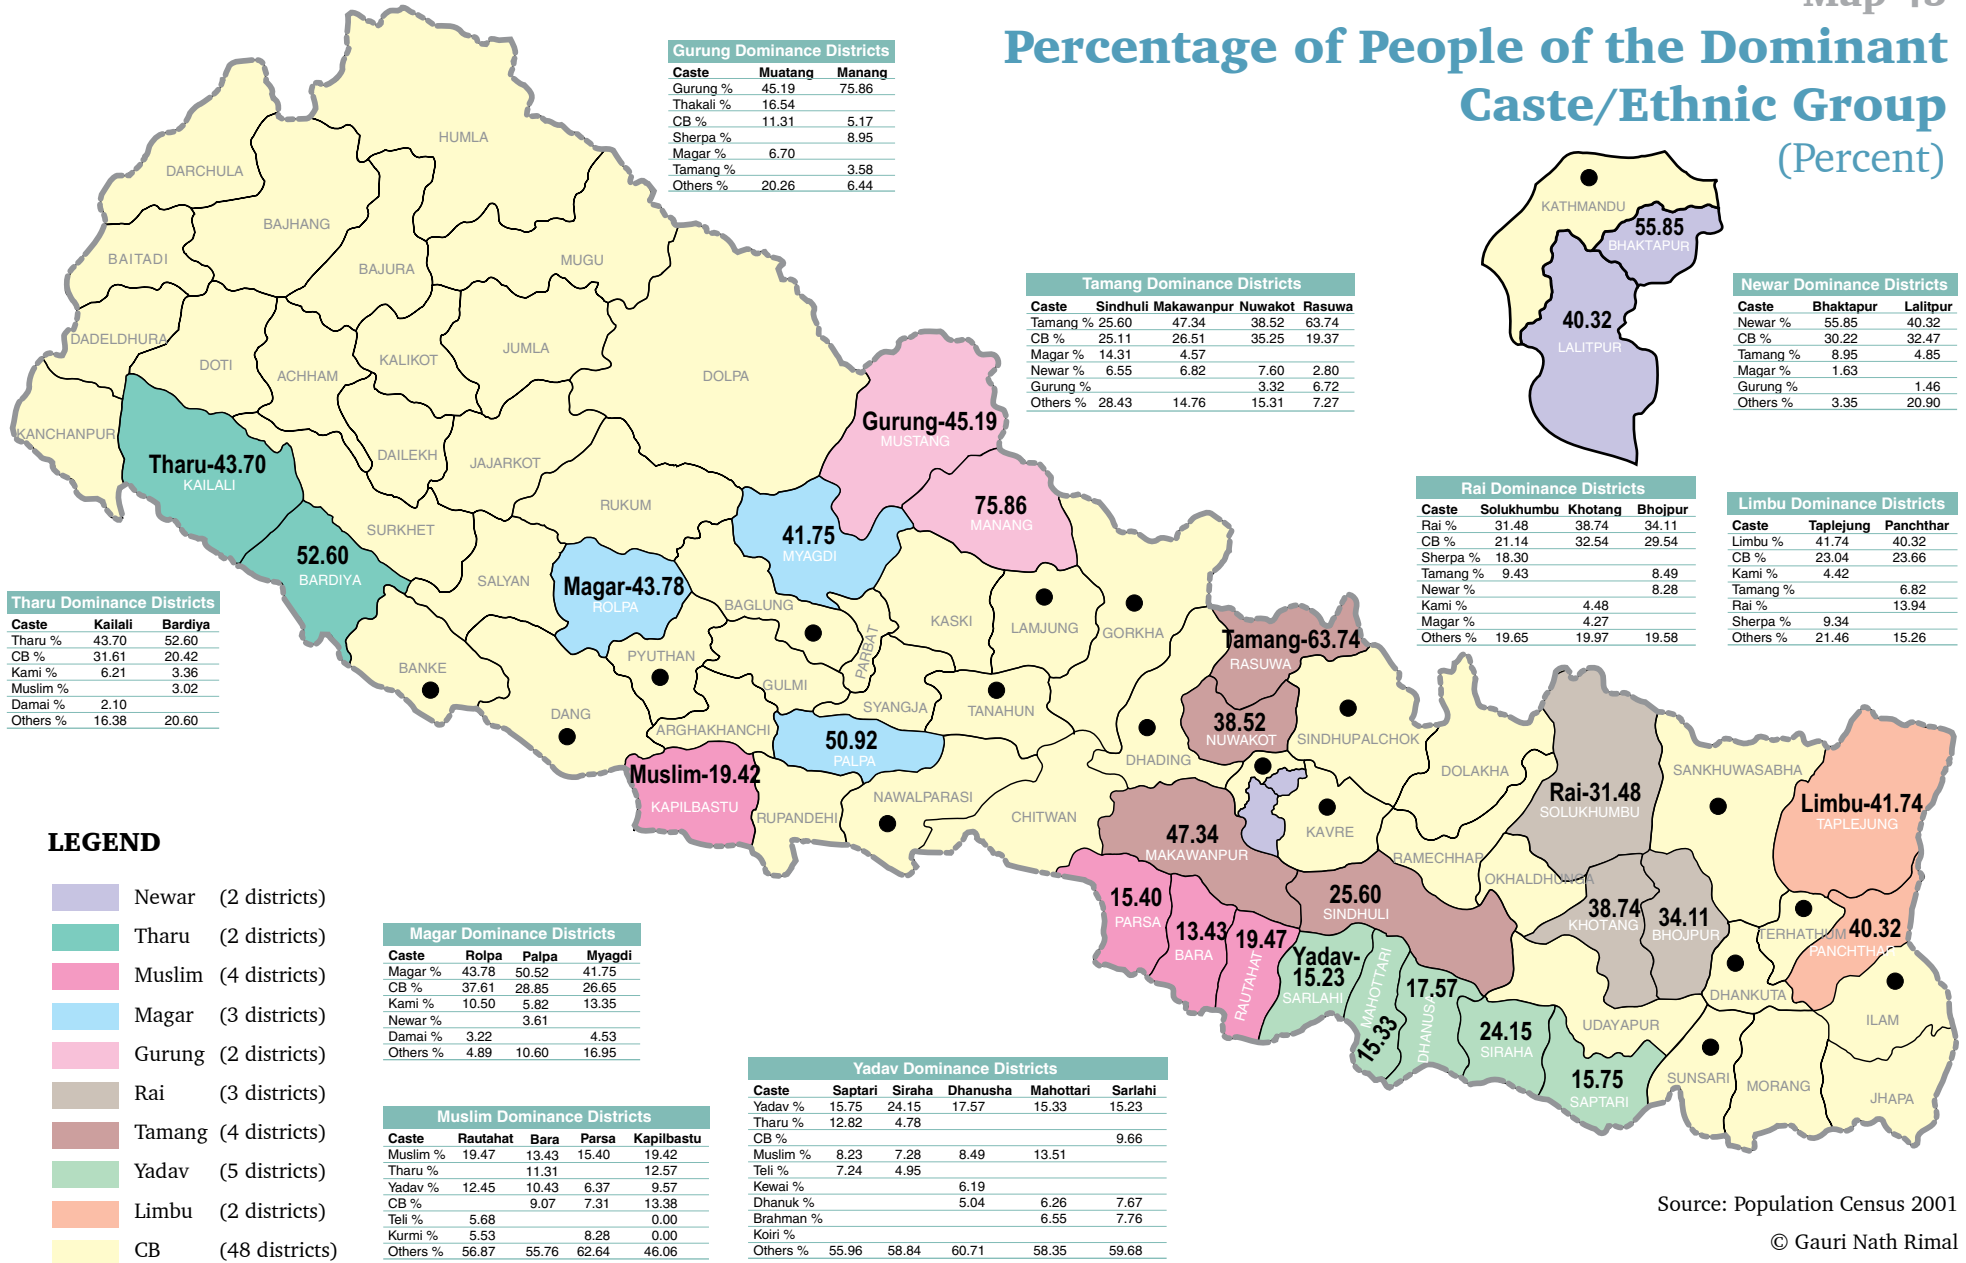 Percentage of People of the Dominant
Caste/Ethnic Group
(Percent)
Gurung Dominance Districts
Caste Muatang Manang
Gurung % 45.19 75.86
Thakali % 16.54
CB % 11.31 5.17
Sherpa % 8.95
Magar % 6.70
Tamang % 3.58
Others % 20.26 6.44
Tamang Dominance Districts
Caste Sindhuli Makawanpur Nuwakot Rasuwa
Tamang % 25.60 47.34 38.52 63.74
CB % 25.11 26.51 35.25 19.37
Magar % 14.31 4.57
Newar % 6.55 6.82 7.60 2.80
Gurung % 3.32 6.72
Others % 28.43 14.76 15.31 7.27
Newar Dominance Districts
Caste Bhaktapur Lalitpur
Newar % 55.85 40.32
CB % 30.22 32.47
Tamang % 8.95 4.85
Magar % 1.63
Gurung % 1.46
Others % 3.35 20.90
Rai Dominance Districts
Caste Solukhumbu Khotang Bhojpur
Rai % 31.48 38.74 34.11
CB % 21.14 32.54 29.54
Sherpa % 18.30
Tamang % 9.43 8.49
Newar % 8.28
Kami % 4.48
Magar % 4.27
Others % 19.65 19.97 19.58
Limbu Dominance Districts
Caste Taplejung Panchthar
Limbu % 41.74 40.32
CB % 23.04 23.66
Kami % 4.42
Tamang % 6.82
Rai % 13.94
Sherpa % 9.34
Others % 21.46 15.26
Tharu Dominance Districts
Caste Kailali Bardiya
Tharu % 43.70 52.60
CB % 31.61 20.42
Kami % 6.21 3.36
Muslim % 3.02
Damai % 2.10
Others % 16.38 20.60
KATHMANDU
55.85
BHAKTAPUR
40.32
LALITPUR
HUMLA
DARCHULA
BAJHANG
BAITADI
BAJURA
MUGU
DADELDHURA
DOTI
ACHHAM
KALIKOT
JUMLA
DOLPA
KANCHANPUR
Tharu-43.70
KAILALI
DAILEKH
JAJARKOT
RUKUM
SURKHET
52.60
BARDIYA
SALYAN
Gurung-45.19
MUSTANG
75.86
MANANG
41.75
MYAGDI
Magar-43.78
ROLPA
BAGLUNG
PARBAT
KASKI
LAMJUNG
GORKHA
BANKE
PYUTHAN
GULMI
SYANGJA
TANAHUN
DANG
ARGHAKHANCHI
50.92
PALPA
Muslim-19.42
KAPILBASTU
RUPANDEHI
NAWALPARASI
CHITWAN
DHADING
Tamang-63.74
RASUWA
38.52
NUWAKOT
SINDHUPALCHOK
DOLAKHA
KAVRE
RAMECHHAP
47.34
MAKAWANPUR
25.60
SINDHULI
OKHALDHUNGA
Rai-31.48
SOLUKHUMBU
38.74
KHOTANG
34.11
BHOJPUR
SANKHUWASABHA
Limbu-41.74
TAPLEJUNG
TERHATHUM
40.32
PANCHTHAR
15.40
PARSA
13.43
BARA
19.47
RAUTAHAT
Yadav-
15.23
SARLAHI
MAHOTTARI
15.33
17.57
DHANUSA
24.15
SIRAHA
15.75
SAPTARI
UDAYAPUR
DHANKUTA
ILAM
SUNSARI
MORANG
JHAPA
LEGEND
Newar (2 districts)
Tharu (2 districts)
Muslim (4 districts)
Magar (3 districts)
Gurung (2 districts)
Rai (3 districts)
Tamang (4 districts)
Yadav (5 districts)
Limbu (2 districts)
CB (48 districts)
Magar Dominance Districts
Caste Rolpa Palpa Myagdi
Magar % 43.78 50.52 41.75
CB % 37.61 28.85 26.65
Kami % 10.50 5.82 13.35
Newar % 3.61
Damai % 3.22 4.53
Others % 4.89 10.60 16.95
Muslim Dominance Districts
Caste Rautahat Bara Parsa Kapilbastu
Muslim % 19.47 13.43 15.40 19.42
Tharu % 11.31 12.57
Yadav % 12.45 10.43 6.37 9.57
CB % 9.07 7.31 13.38
Teli % 5.68 0.00
Kurmi % 5.53 8.28 0.00
Others % 56.87 55.76 62.64 46.06
Yadav Dominance Districts
Caste Saptari Siraha Dhanusha Mahottari Sarlahi
Yadav % 15.75 24.15 17.57 15.33 15.23
Tharu % 12.82 4.78
CB % 9.66
Muslim % 8.23 7.28 8.49 13.51
Teli % 7.24 4.95
Kewai % 6.19
Dhanuk % 5.04 6.26 7.67
Brahman % 6.55 7.76
Koiri %
Others % 55.96 58.84 60.71 58.35 59.68
Source: Population Census 2001
© Gauri Nath Rimal